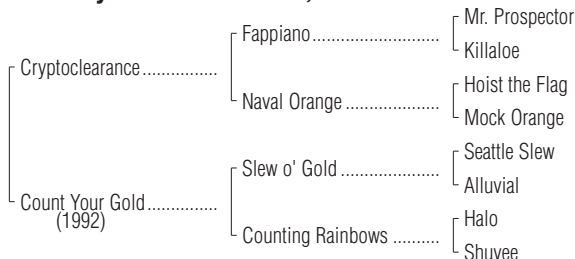 Mr. Prospector
Fappiano
Killaloe
Cryptoclearance
Hoist the Flag
Naval Orange
Mock Orange
Seattle Slew
Slew o' Gold
Alluvial
Count Your Gold
(1992)
Halo
Counting Rainbows
Shuvee